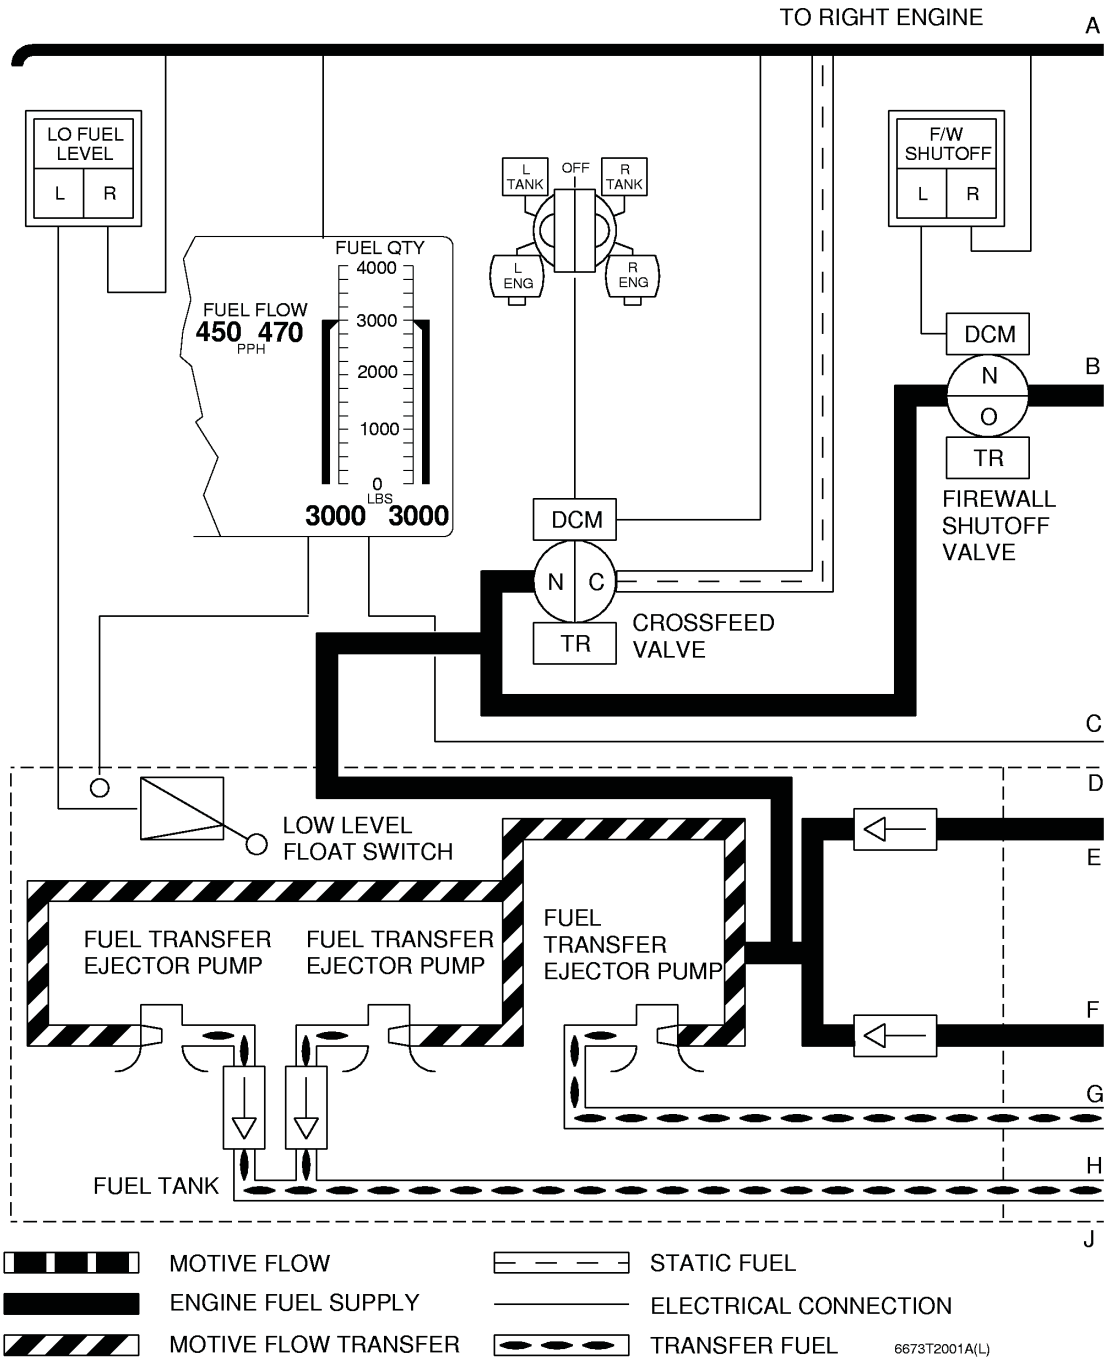 TO RIGHT ENGINE
A
LO FUEL
LEVEL
L R
L
TANK
OFF
R
TANK
L
ENG
R
ENG
F/W
SHUTOFF
L R
FUEL QTY
4000
3000
2000
1000
0
LBS
3000 3000
FUEL FLOW
450 470
PPH
DCM
N
O
TR
B
FIREWALL
SHUTOFF
VALVE
DCM
N C
TR
CROSSFEED
VALVE
C
D
LOW LEVEL
FLOAT SWITCH
E
FUEL TRANSFER
EJECTOR PUMP
FUEL TRANSFER
EJECTOR PUMP
FUEL
TRANSFER
EJECTOR PUMP
F
G
H
FUEL TANK
J
MOTIVE FLOW
ENGINE FUEL SUPPLY
MOTIVE FLOW TRANSFER
STATIC FUEL
ELECTRICAL CONNECTION
TRANSFER FUEL
6673T2001A(L)